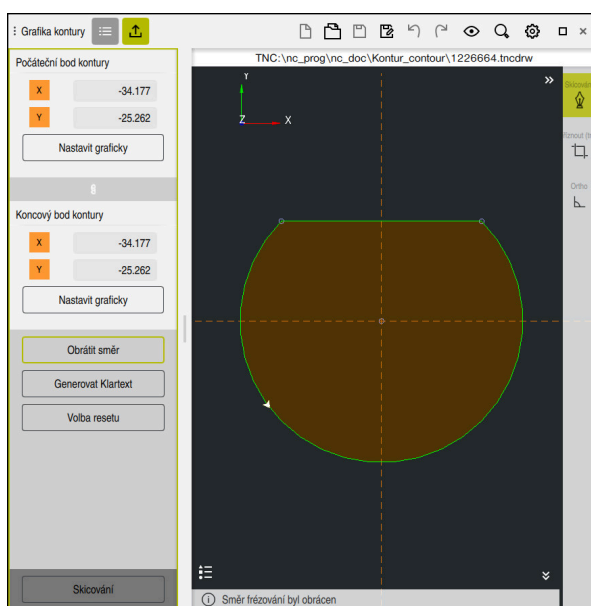 Grafika kontury
TNC:\nc_prog\nc_doc\Kontur_contour\1226664.tncdrw
Počáteční bod kontury
X -34.177
Y -25.262
Nastavit graficky
Koncový bod kontury
X -34.177
Y -25.262
Nastavit graficky
Obrátit směr
Generovat Klartext
Volba resetu
Skicování
Y
Z X
Skicování
Ortho
Směr frézování byl obrácen